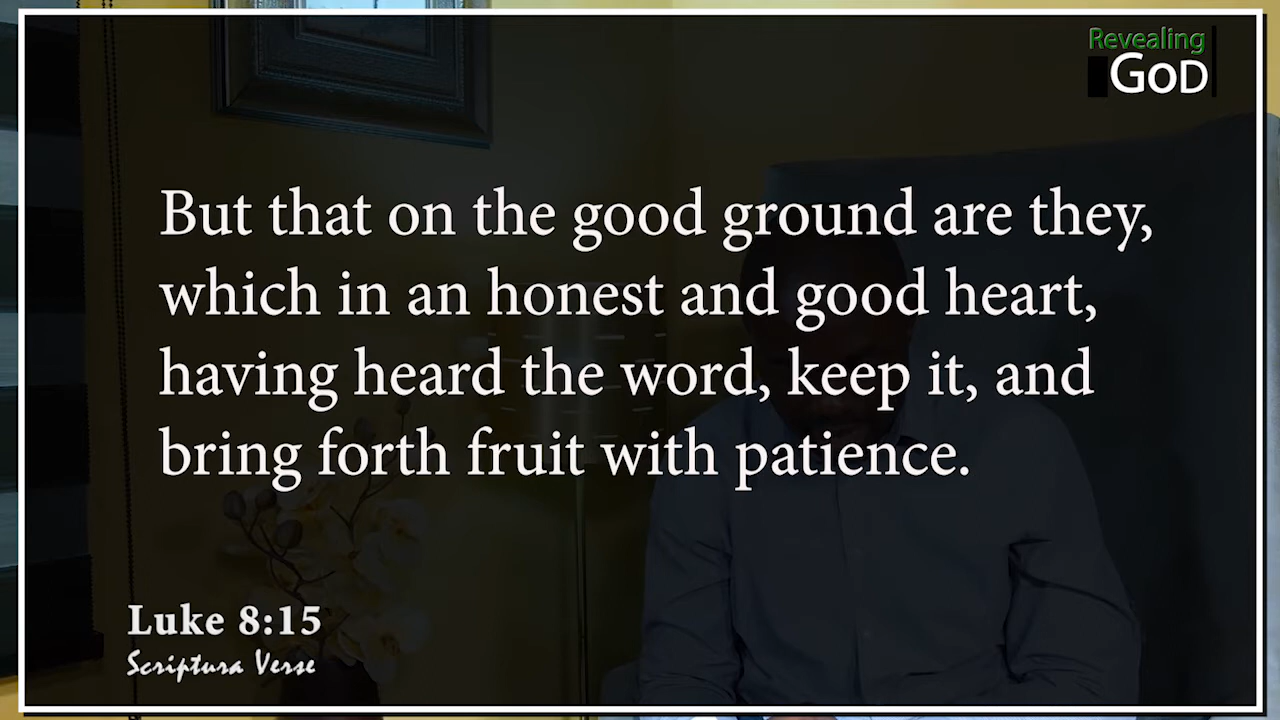 Revealing
GOD
But that on the good ground are they,
which in an honest and good heart,
having heard the word, keep it, and
bring forth fruit with patience.
Luke 8:15
Scriptura Verse